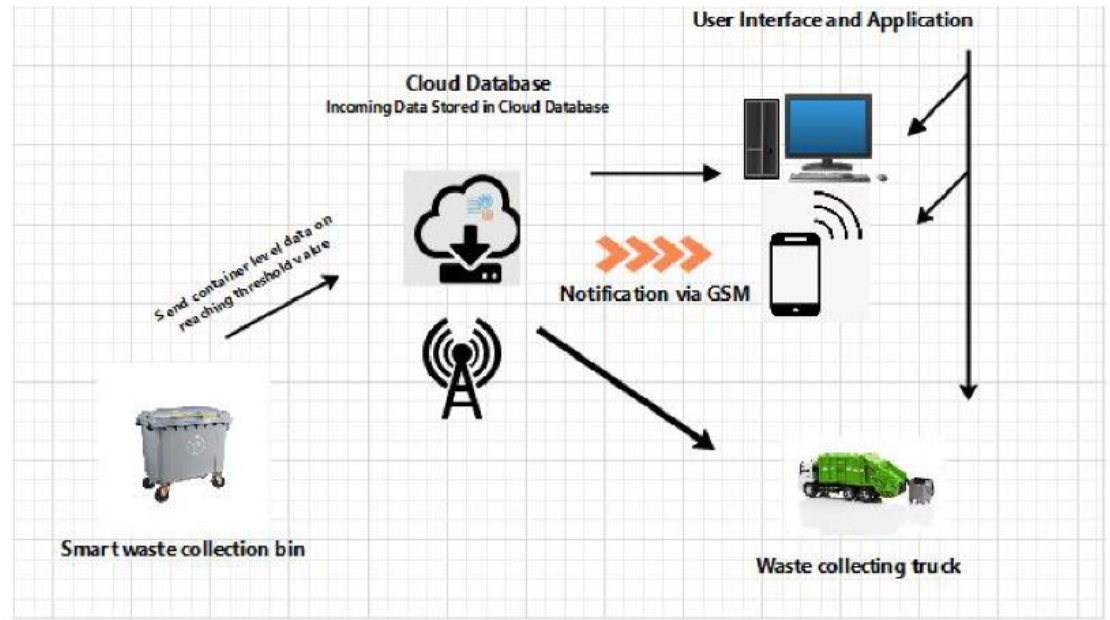 User Interface and Application
Cloud Database
Incoming Data Stored in Cloud Database
Send container level data on
reaching threshold value
Notification via GSM
Smart waste collection bin
Waste collecting truck